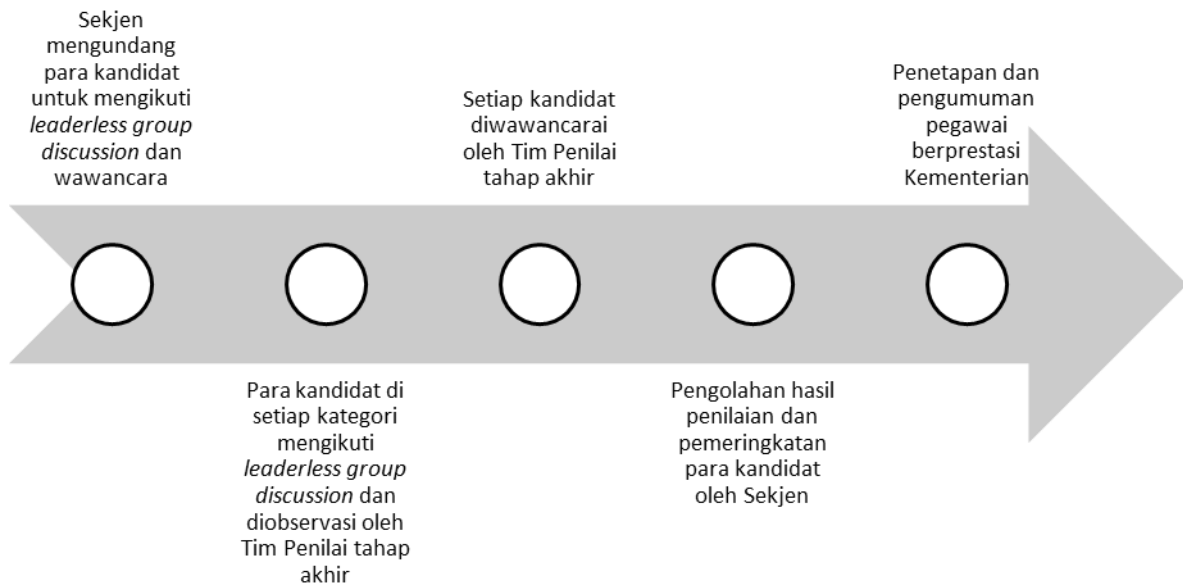 Sekjen
mengundang
para kandidat
untuk mengikuti
leaderless group
discussion dan
wawancara
Para kandidat di
setiap kategori
mengikuti
leaderless group
discussion dan
diobservasi oleh
Tim Penilai tahap
akhir
Setiap kandidat
diwawancarai
oleh Tim Penilai
tahap akhir
Pengolahan hasil
penilaian dan
pemeringkatan
para kandidat
oleh Sekjen
Penetapan dan
pengumuman
pegawai
berprestasi
Kementerian